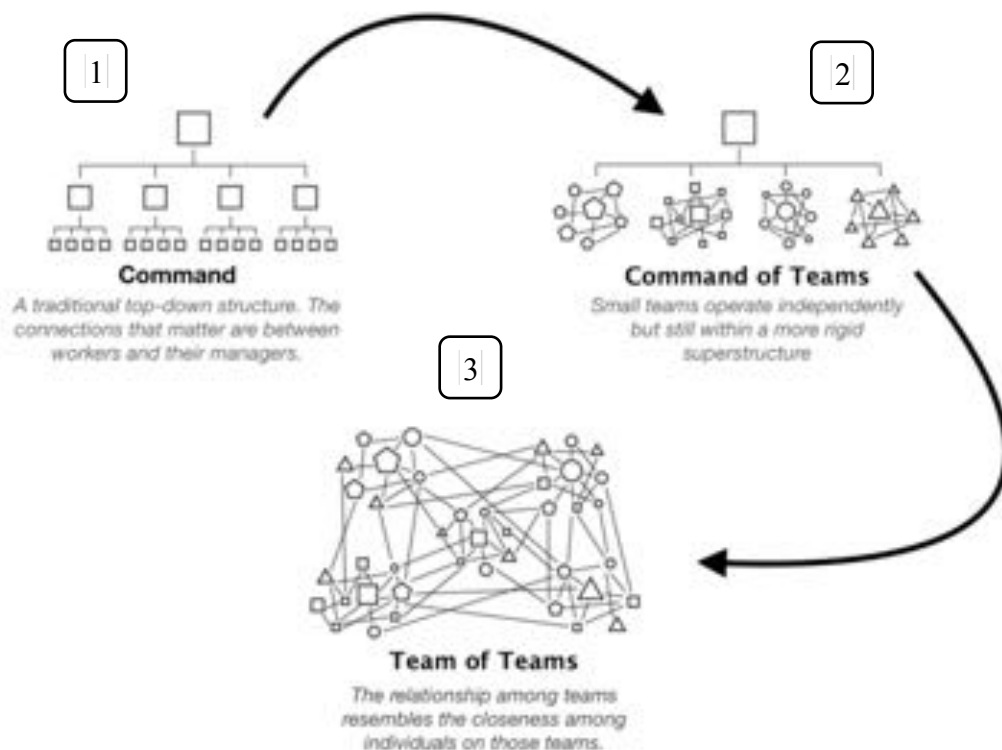 1
2
Command
A traditional top-down structure. The
connections that matter are between
workers and their managers.
Command of Teams
Small teams operate independently
but still within a more rigid
superstructure
3
Team of Teams
The relationship among teams
resembles the closeness among
individuals on those teams.